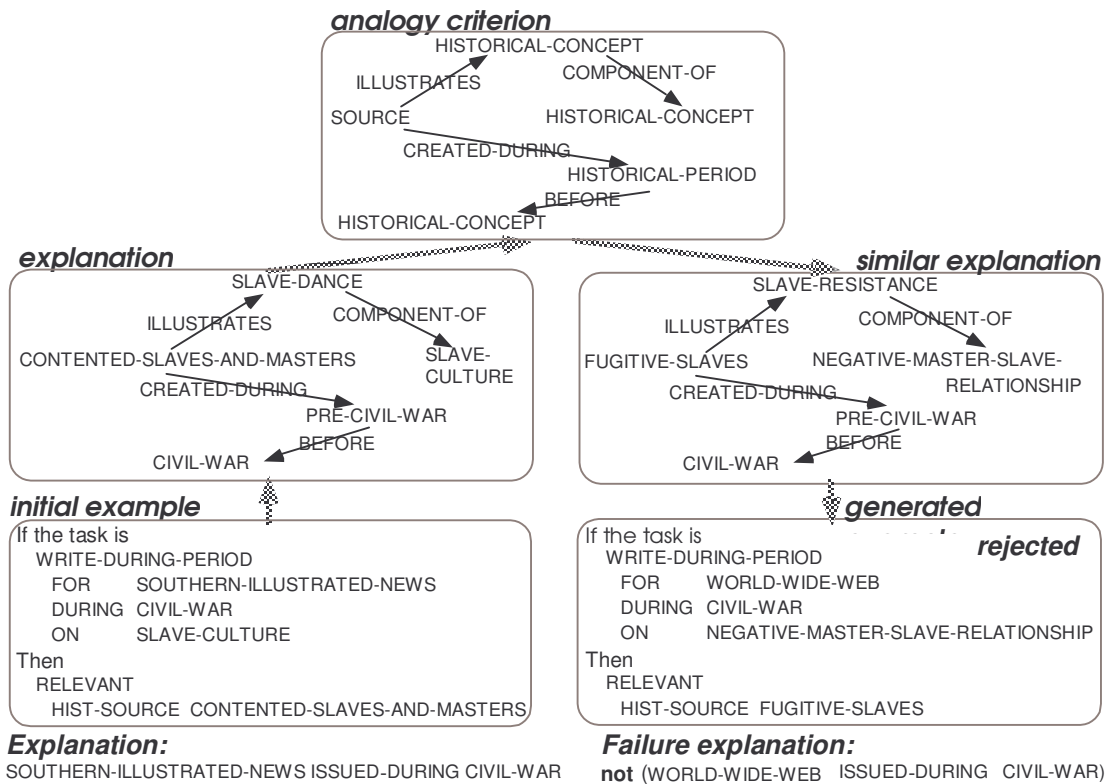 analogy criterion
HISTORICAL-CONCEPT
ILLUSTRATES
COMPONENT-OF
SOURCE
HISTORICAL-CONCEPT
CREATED-DURING
HISTORICAL-PERIOD
BEFORE
HISTORICAL-CONCEPT
explanation
SLAVE-DANCE
ILLUSTRATES
COMPONENT-OF
CONTENTED-SLAVES-AND-MASTERS
SLAVE-
CULTURE
CREATED-DURING
PRE-CIVIL-WAR
BEFORE
CIVIL-WAR
similar explanation
SLAVE-RESISTANCE
ILLUSTRATES
COMPONENT-OF
FUGITIVE-SLAVES
NEGATIVE-MASTER-SLAVE-
RELATIONSHIP
CREATED-DURING
PRE-CIVIL-WAR
BEFORE
CIVIL-WAR
initial example
If the task is
WRITE-DURING-PERIOD
FOR SOUTHERN-ILLUSTRATED-NEWS
DURING CIVIL-WAR
ON SLAVE-CULTURE
Then
RELEVANT
HIST-SOURCE CONTENTED-SLAVES-AND-MASTERS
Explanation:
SOUTHERN-ILLUSTRATED-NEWS ISSUED-DURING CIVIL-WAR
generated
rejected
If the task is
WRITE-DURING-PERIOD
FOR WORLD-WIDE-WEB
DURING CIVIL-WAR
ON NEGATIVE-MASTER-SLAVE-RELATIONSHIP
Then
RELEVANT
HIST-SOURCE FUGITIVE-SLAVES
Failure explanation:
not (WORLD-WIDE-WEB ISSUED-DURING CIVIL-WAR)